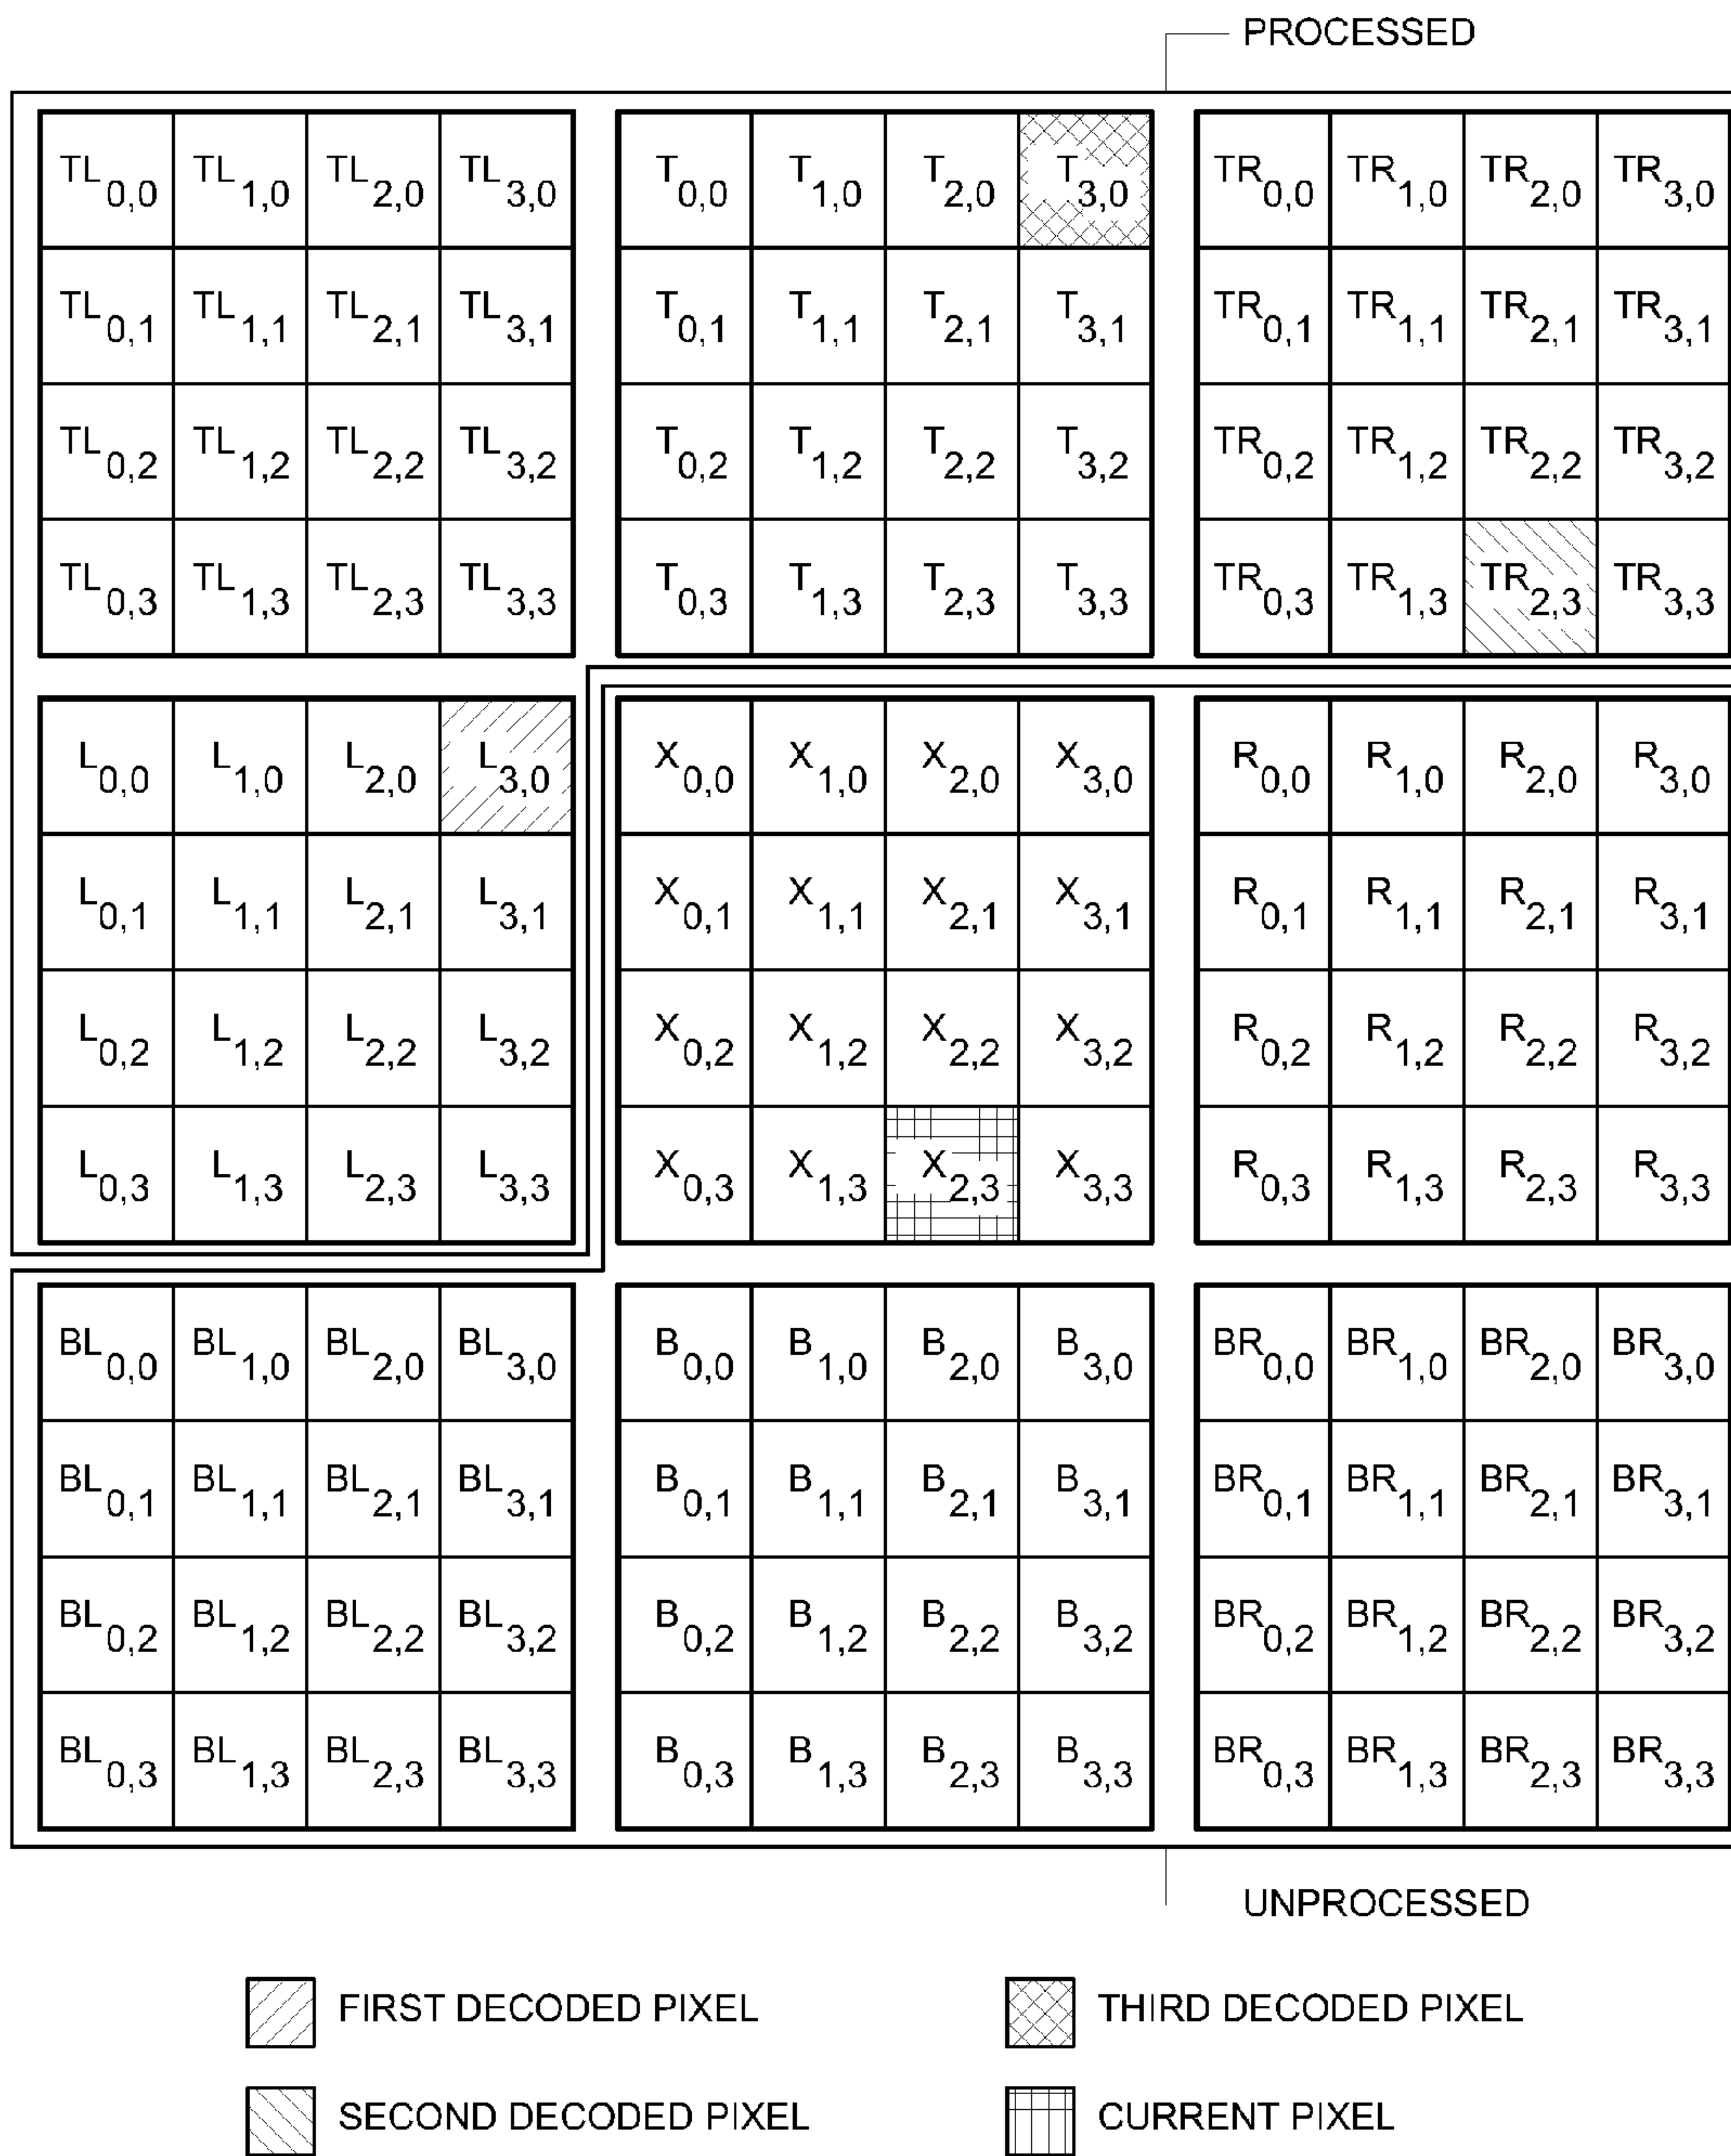 PROCESSED
TL0,0 TL1,0 TL2,0 TL3,0 T0,0 T1,0 T2,0 T3,0 TR0,0 TR1,0 TR2,0 TR3,0
TL0,1 TL1,1 TL2,1 TL3,1 T0,1 T1,1 T2,1 T3,1 TR0,1 TR1,1 TR2,1 TR3,1
TL0,2 TL1,2 TL2,2 TL3,2 T0,2 T1,2 T2,2 T3,2 TR0,2 TR1,2 TR2,2 TR3,2
TL0,3 TL1,3 TL2,3 TL3,3 T0,3 T1,3 T2,3 T3,3 TR0,3 TR1,3 TR2,3 TR3,3
L0,0 L1,0 L2,0 L3,0 X0,0 X1,0 X2,0 X3,0 R0,0 R1,0 R2,0 R3,0
L0,1 L1,1 L2,1 L3,1 X0,1 X1,1 X2,1 X3,1 R0,1 R1,1 R2,1 R3,1
L0,2 L1,2 L2,2 L3,2 X0,2 X1,2 X2,2 X3,2 R0,2 R1,2 R2,2 R3,2
L0,3 L1,3 L2,3 L3,3 X0,3 X1,3 X2,3 X3,3 R0,3 R1,3 R2,3 R3,3
BL0,0 BL1,0 BL2,0 BL3,0 B0,0 B1,0 B2,0 B3,0 BR0,0 BR1,0 BR2,0 BR3,0
BL0,1 BL1,1 BL2,1 BL3,1 B0,1 B1,1 B2,1 B3,1 BR0,1 BR1,1 BR2,1 BR3,1
BL0,2 BL1,2 BL2,2 BL3,2 B0,2 B1,2 B2,2 B3,2 BR0,2 BR1,2 BR2,2 BR3,2
BL0,3 BL1,3 BL2,3 BL3,3 B0,3 B1,3 B2,3 B3,3 BR0,3 BR1,3 BR2,3 BR3,3
UNPROCESSED
FIRST DECODED PIXEL
THIRD DECODED PIXEL
SECOND DECODED PIXEL
CURRENT PIXEL